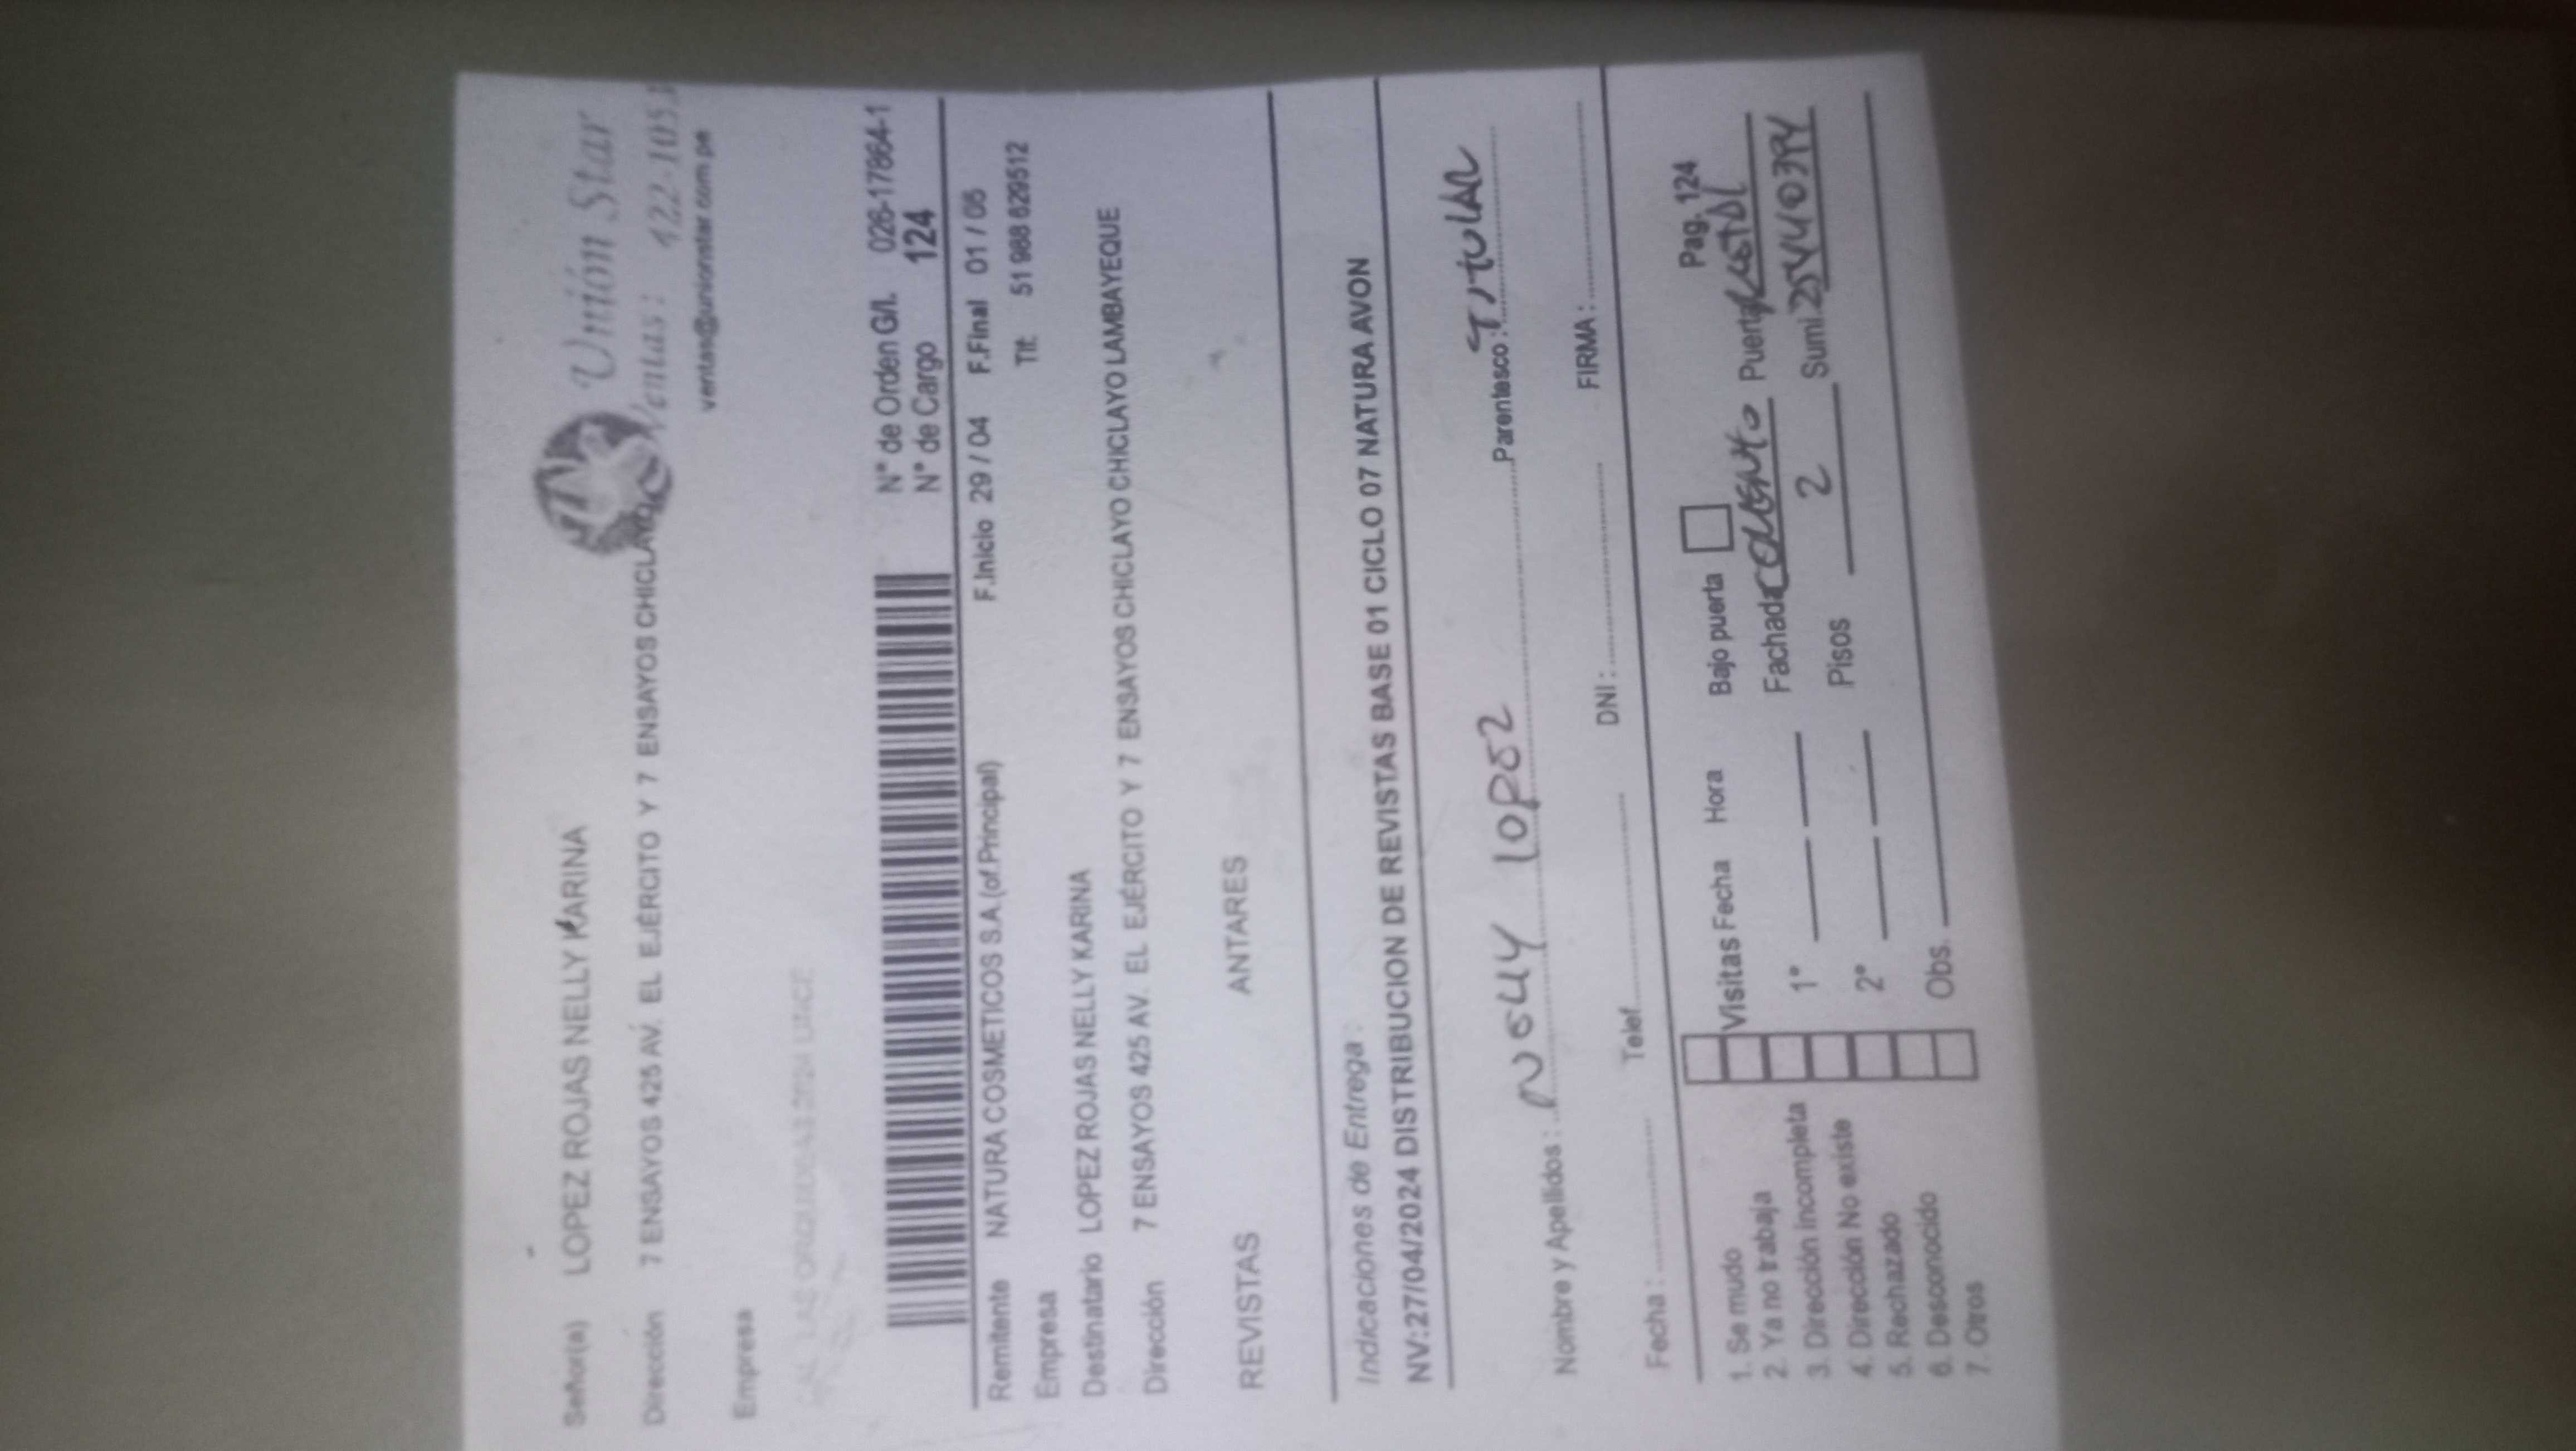 Unión Star
Ventas: 422-105
ventas@unionstar.com.pe
Señor(a) LOPEZ ROJAS NELLY KARINA
Dirección 7 ENSAYOS 425 AV. EL EJÉRCITO Y 7 ENSAYOS CHICLAYO
Empresa
N° de Orden G/L 026-17864-1
N° de Cargo 124
Remitente NATURA COSMETICOS S.A.(of.Principal) F.Inicio 29 / 04 F.Final 01 / 05
Empresa Tlf: 51 988 629512
Destinatario LOPEZ ROJAS NELLY KARINA
Dirección 7 ENSAYOS 425 AV. EL EJÉRCITO Y 7 ENSAYOS CHICLAYO CHICLAYO LAMBAYEQUE
REVISTAS ANTARES
Indicaciones de Entrega :
NV:27/04/2024 DISTRIBUCION DE REVISTAS BASE 01 CICLO 07 NATURA AVON
Nombre y Apellidos : Nelly lopez Parentesco : Titular
Fecha : Telef. DNI : FIRMA :
Pag. 124
1. Se mudo Visitas Fecha Hora Bajo puerta
2. Ya no trabaja Fachada Puerta
3. Dirección Incompleta 1°
4. Dirección No existe 2° Pisos 2 Sumi 25440394
5. Rechazado
6. Desconocido Obs.
7. Otros